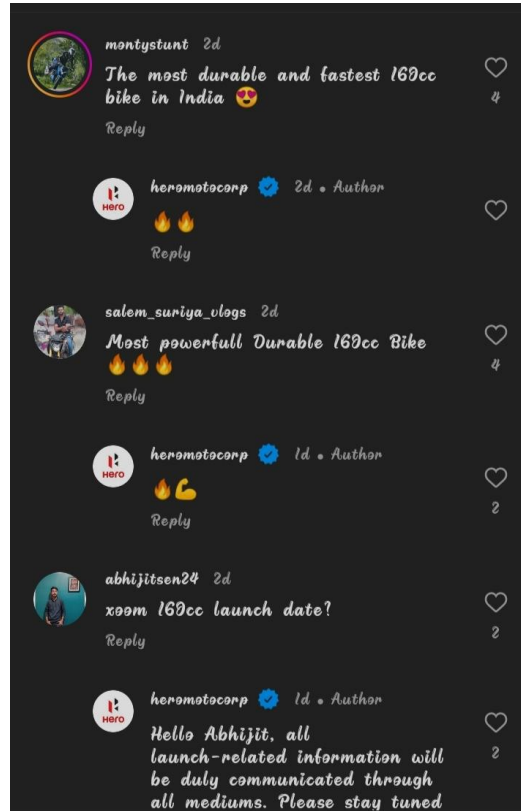 montystunt 2d
The most durable and fastest 160cc
bike in India 😍
4
Reply
HERO
heromotocorp 2d • Author
🔥🔥
Reply
salem_suriya_vlogs 2d
Most powerfull Durable 160cc Bike
🔥🔥🔥
4
Reply
HERO
heromotocorp 1d • Author
🔥💪
2
Reply
abhijitsen24 2d
xoom 160cc launch date?
2
Reply
HERO
heromotocorp 1d • Author
Hello Abhijit, all
2
launch-related information will
be duly communicated through
all mediums. Please stay tuned